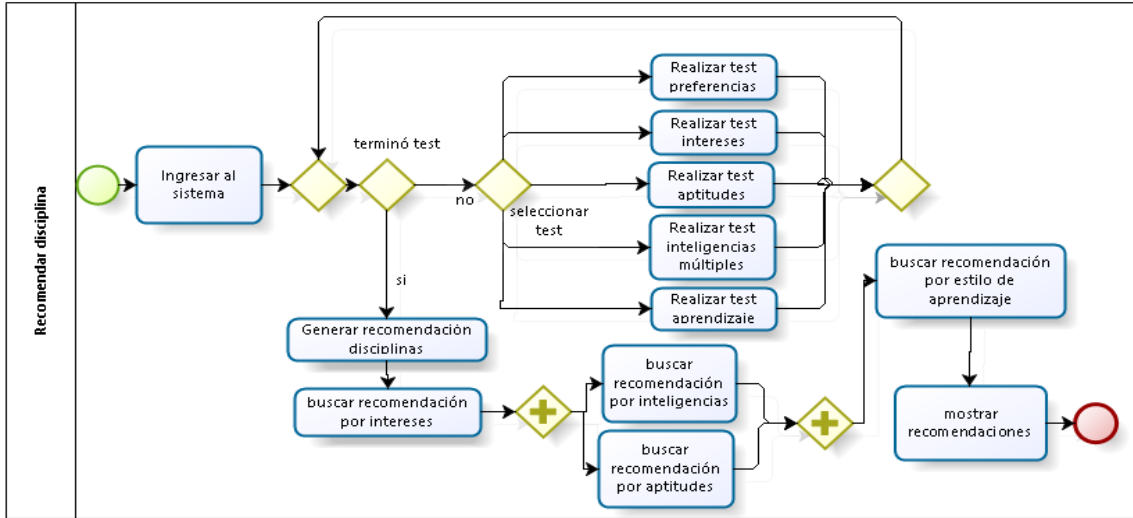 Recomendar disciplina
Ingresar al
sistema
terminó test
no
si
seleccionar
test
Realizar test
preferencias
Realizar test
intereses
Realizar test
aptitudes
Realizar test
inteligencias
múltiples
Realizar test
aprendizaje
Generar recomendación
disciplinas
buscar recomendación
por intereses
buscar
recomendación
por inteligencias
buscar
recomendación
por aptitudes
buscar recomendación
por estilo de
aprendizaje
mostrar
recomendaciones